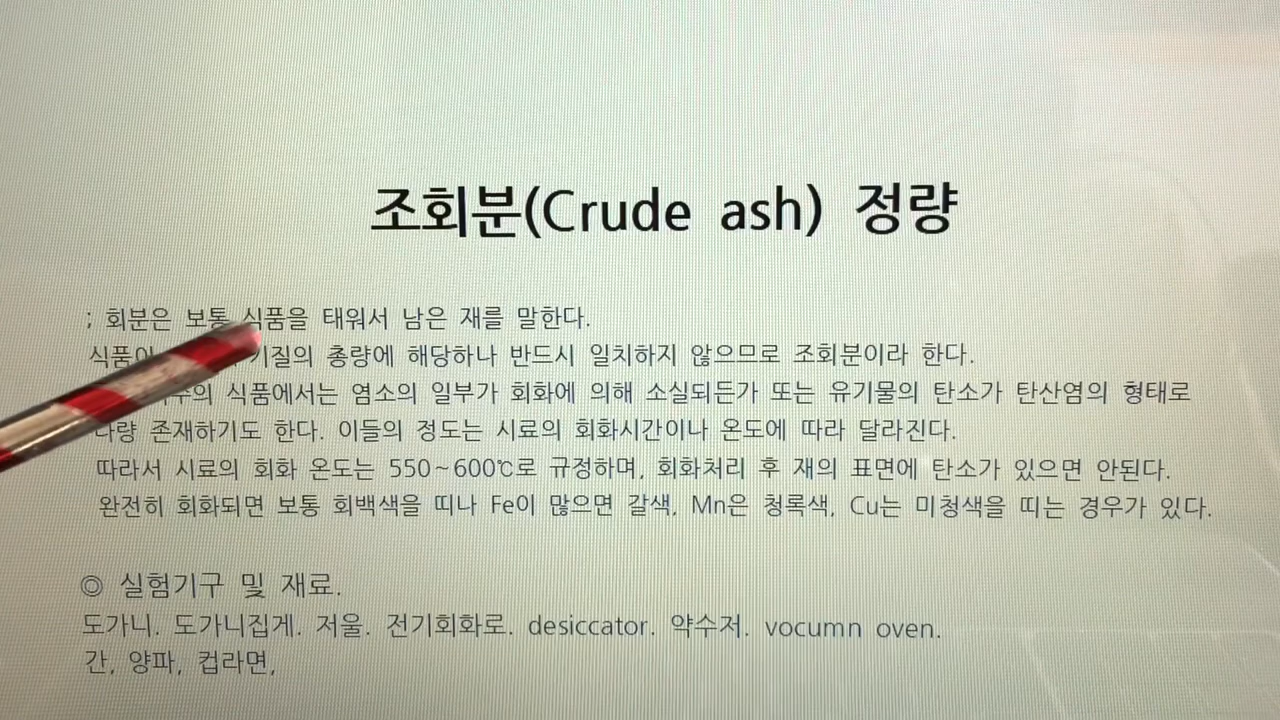 조회분(Crude ash) 정량
; 회분은 보통 식품을 태워서 남은 재를 말한다.
식품이 기질의 총량에 해당하나 반드시 일치하지 않으므로 조회분이라 한다.
식품에서는 염소의 일부가 회화에 의해 소실되든가 또는 유기물의 탄소가 탄산염의 형태로
다량 존재하기도 한다. 이들의 정도는 시료의 회화시간이나 온도에 따라 달라진다.
따라서 시료의 회화 온도는 550~600℃로 규정하며, 회화처리 후 재의 표면에 탄소가 있으면 안된다.
완전히 회화되면 보통 회백색을 띠나 Fe이 많으면 갈색, Mn은 청록색, Cu는 미청색을 띠는 경우가 있다.
◎ 실험기구 및 재료.
도가니. 도가니집게. 저울. 전기회화로. desiccator. 약수저. vocumn oven.
간, 양파, 컵라면,